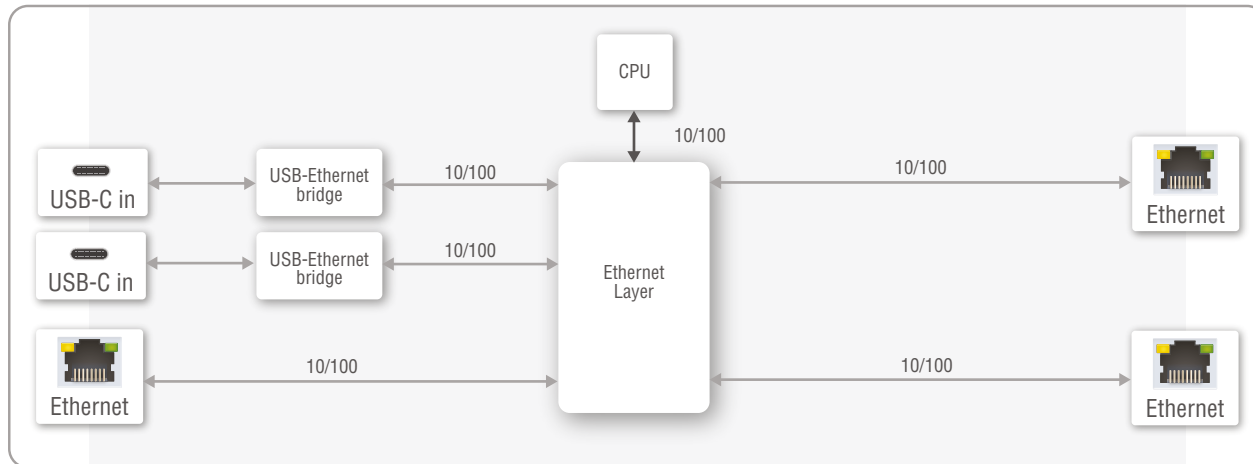 CPU
10/100
USB-C in
USB-Ethernet
bridge
10/100
10/100
Ethernet
USB-C in
USB-Ethernet
bridge
10/100
Ethernet
Layer
Ethernet
10/100
10/100
Ethernet